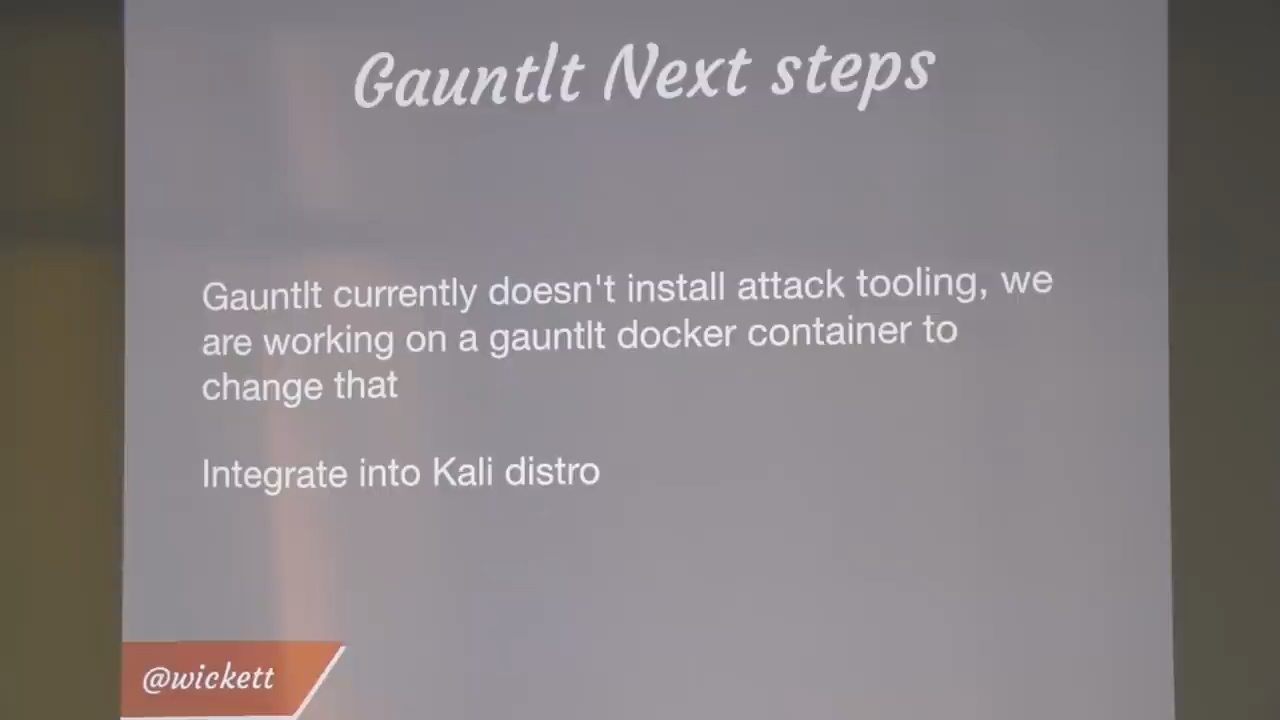 Gauntlt Next steps
Gauntlt currently doesn't install attack tooling, we
are working on a gauntlt docker container to
change that
Integrate into Kali distro
@wickett